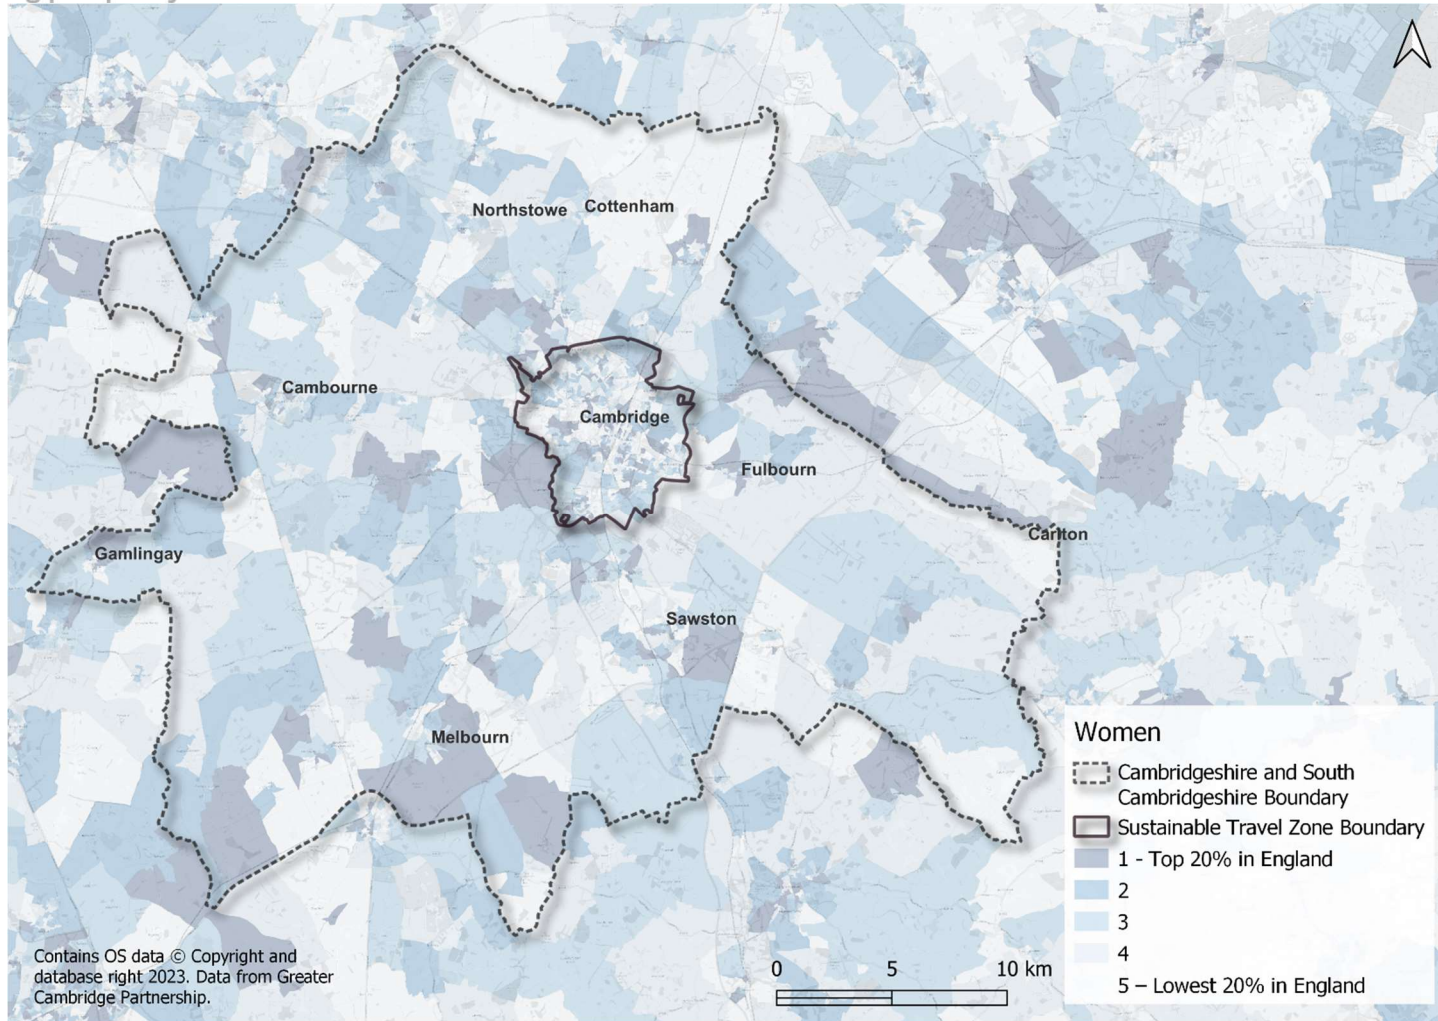 Northstowe
Cottenham
Cambourne
Cambridge
Fulbourn
Carlton
Gamlingay
Sawston
Melbourn
Women
Cambridgeshire and South
Cambridgeshire Boundary
Sustainable Travel Zone Boundary
1 - Top 20% in England
2
3
4
5 – Lowest 20% in England
0 5 10 km
Contains OS data © Copyright and
database right 2023. Data from Greater
Cambridge Partnership.